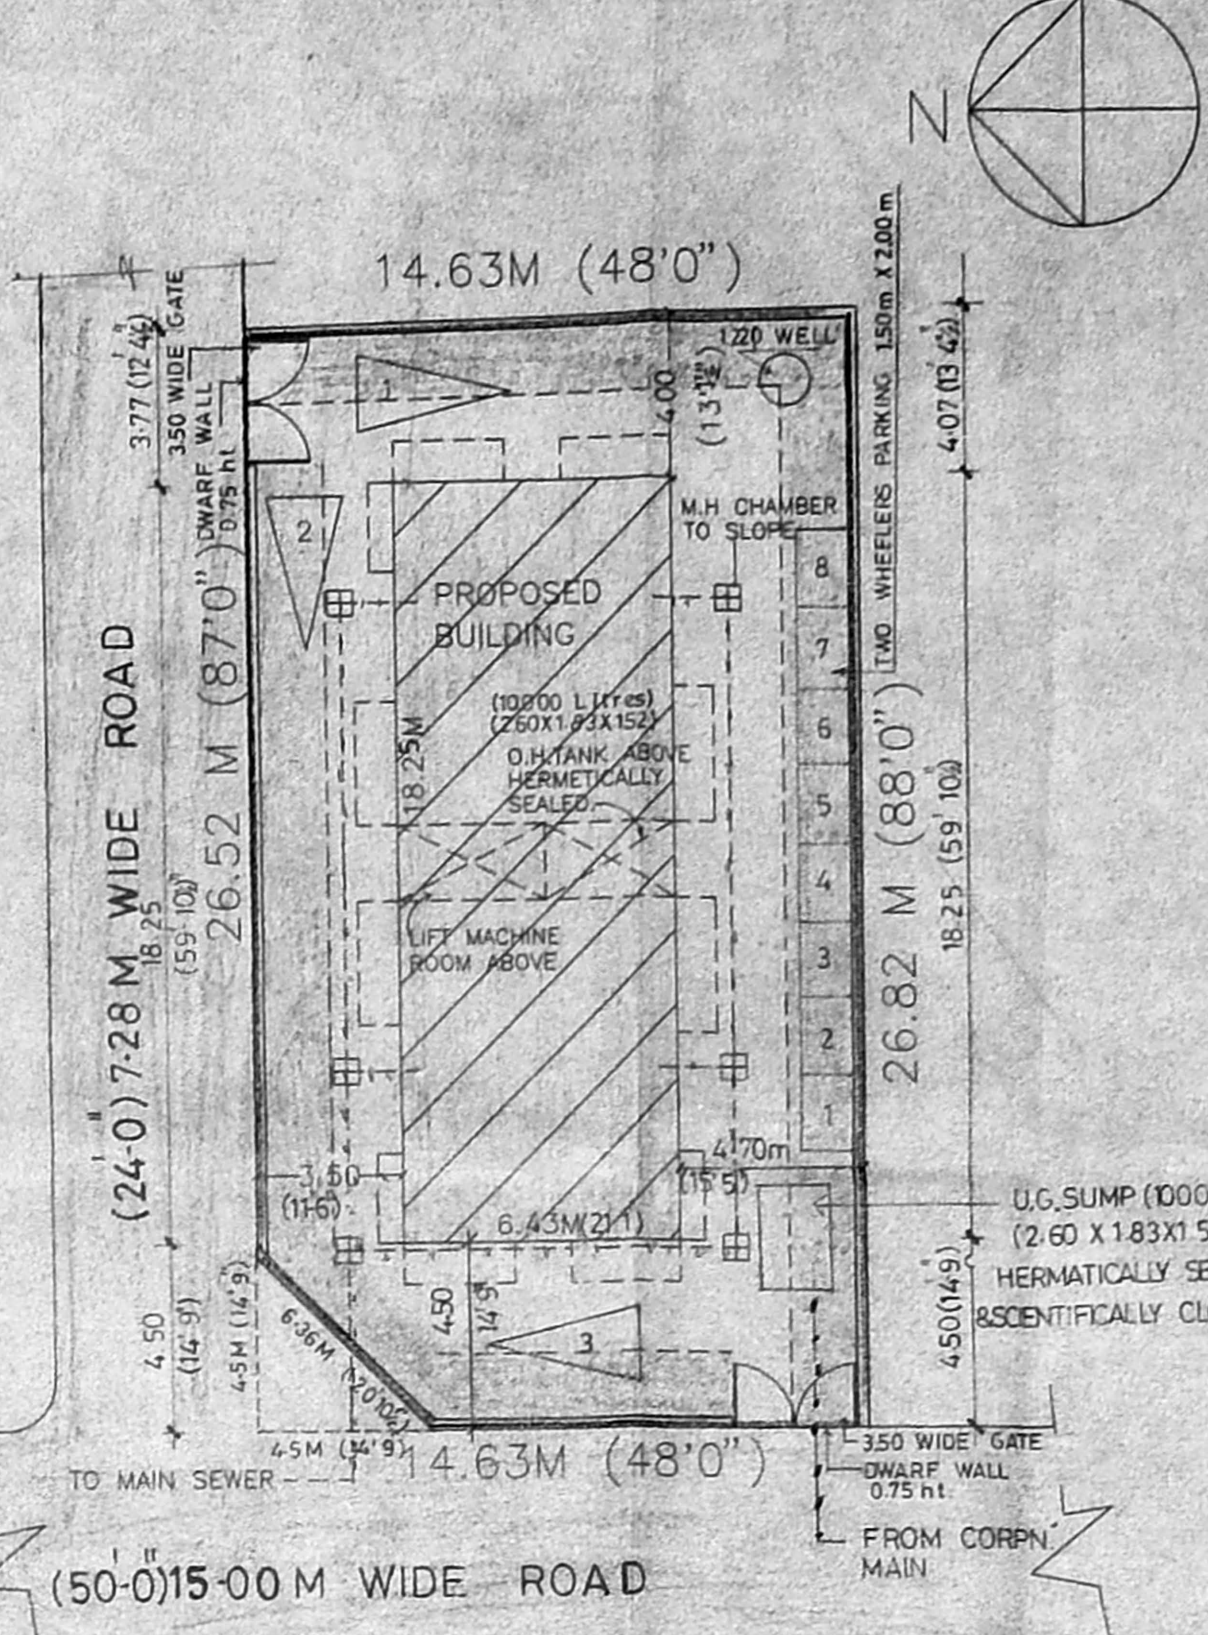 N
14.63M (48'0")
3.77 (12' 4½")
3.50 WIDE GATE
DWARF WALL
0.75 ht
1.20 WELL
4.00
(13' 1½")
TWO WHEELERS PARKING 1.50m X 2.00m
4.07 (13' 4½")
1
2
M.H CHAMBER
TO SLOPE
8
7
6
5
4
3
2
1
PROPOSED
BUILDING
(10000 Litres)
(2.60X1.83X1.52)
O.H.TANK ABOVE
HERMETICALLY
SEALED.
18.25M
LIFT MACHINE
ROOM ABOVE
(24'-0") 7.28 M WIDE ROAD
26.52 M (87'0")
18.25
(59' 10½")
26.82 M (88'0")
18.25 (59' 10½")
3.50
(11'6")
4.70m
(15'5")
6.43M(21'1)
U.G.SUMP (1000
(2.60 X 1.83X1.5
HERMATICALLY SE
&SCENTIFICALLY CL
4.50
(14' 9")
4.5M (14'9")
6.36M
(20'10½")
4.50
14'9"
3
4.50(14'9)
4.5M (14'9)
14.63M (48'0")
3.50 WIDE GATE
DWARF WALL
0.75 ht.
TO MAIN SEWER
FROM CORPN.
MAIN
(50'-0")15.00 M WIDE ROAD